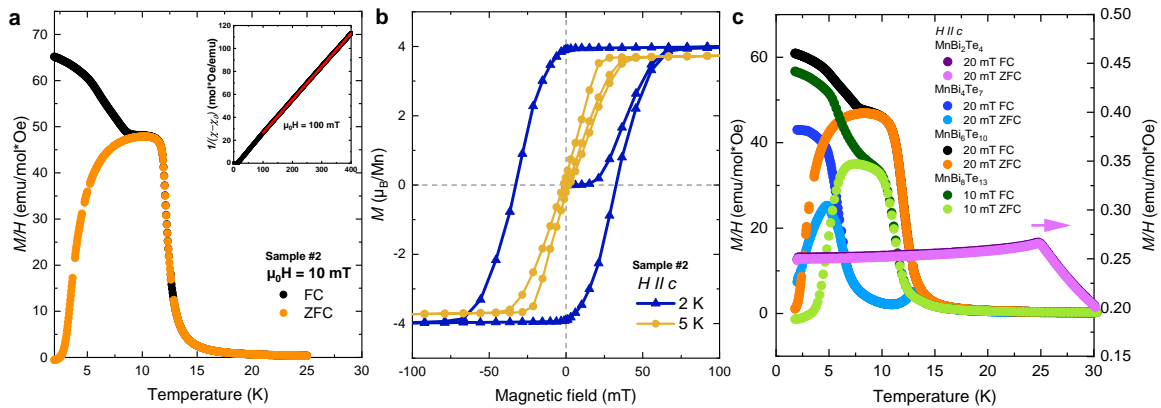 a
M/H (emu/mol*Oe)
70
60
50
40
30
20
10
0
5
10
15
20
25
30
Temperature (K)
Sample #2
μ₀H = 10 mT
FC
ZFC
1/(χ−χ₀) (mol*Oe/emu)
120
100
80
60
40
20
0
0
100
200
300
400
μ₀H = 100 mT
b
M (μB/Mn)
4
2
0
-2
-4
-100
-50
0
50
100
Magnetic field (mT)
Sample #2
H II c
2 K
5 K
c
M/H (emu/mol*Oe)
60
40
20
0
0
5
10
15
20
25
30
Temperature (K)
H II c
MnBi₂Te₄
20 mT FC
20 mT ZFC
MnBi₄Te₇
20 mT FC
20 mT ZFC
MnBi₆Te₁₀
20 mT FC
20 mT ZFC
MnBi₈Te₁₃
10 mT FC
10 mT ZFC
0.50
0.45
0.40
0.35
0.30
0.25
0.20
0.15
M/H (emu/mol*Oe)